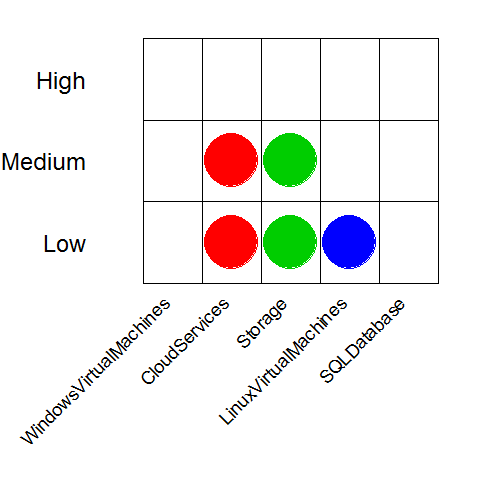 High
Medium
Low
WindowsVirtualMachines
CloudServices
Storage
LinuxVirtualMachines
SQLDatabase